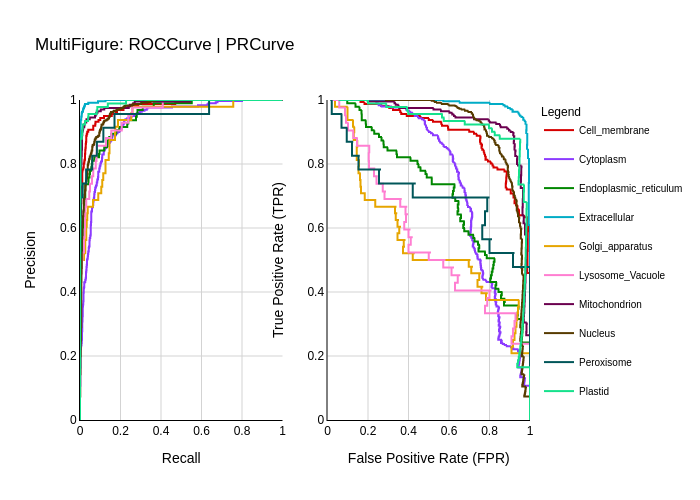 MultiFigure: ROCCurve | PRCurve
Precision
1
0.8
0.6
0.4
0.2
0
0
0.2
0.4
0.6
0.8
1
Recall
True Positive Rate (TPR)
1
0.8
0.6
0.4
0.2
0
0
0.2
0.4
0.6
0.8
1
False Positive Rate (FPR)
Legend
Cell_membrane
Cytoplasm
Endoplasmic_reticulum
Extracellular
Golgi_apparatus
Lysosome_Vacuole
Mitochondrion
Nucleus
Peroxisome
Plastid